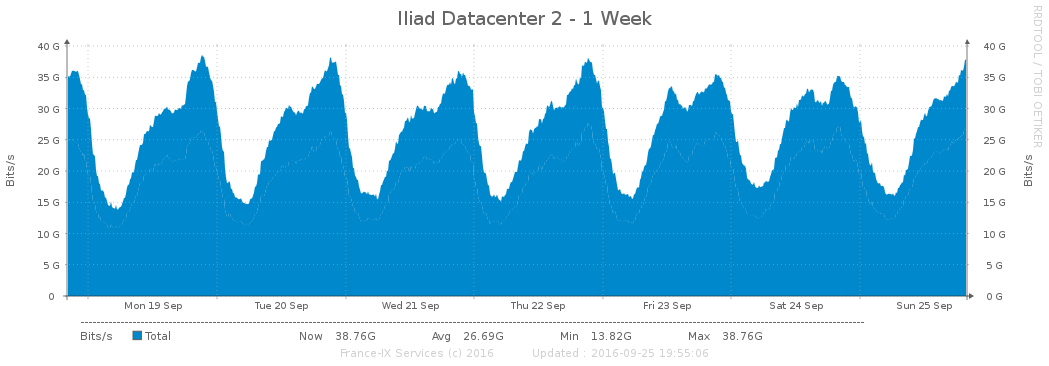 Iliad Datacenter 2 - 1 Week
RRDTOOL / TOBI OETIKER
Bits/s
40 G
35 G
30 G
25 G
20 G
15 G
10 G
5 G
0
40 G
35 G
30 G
25 G
20 G
15 G
10 G
5 G
0 G
Bits/s
Mon 19 Sep Tue 20 Sep Wed 21 Sep Thu 22 Sep Fri 23 Sep Sat 24 Sep Sun 25 Sep
Bits/s Total Now 38.76G Avg 26.69G Min 13.82G Max 38.76G
France-IX Services (c) 2016 Updated : 2016-09-25 19:55:06